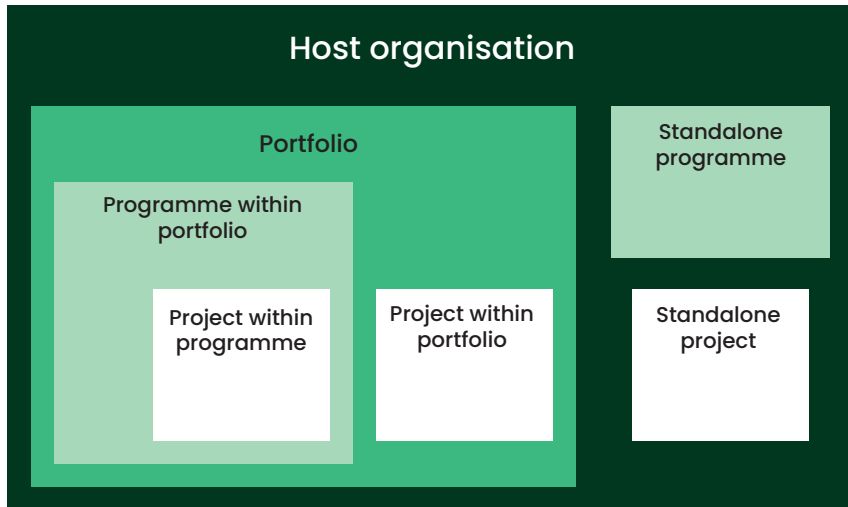 Host organisation
Portfolio
Standalone
programme
Programme within
portfolio
Project within
programme
Project within
portfolio
Standalone
project